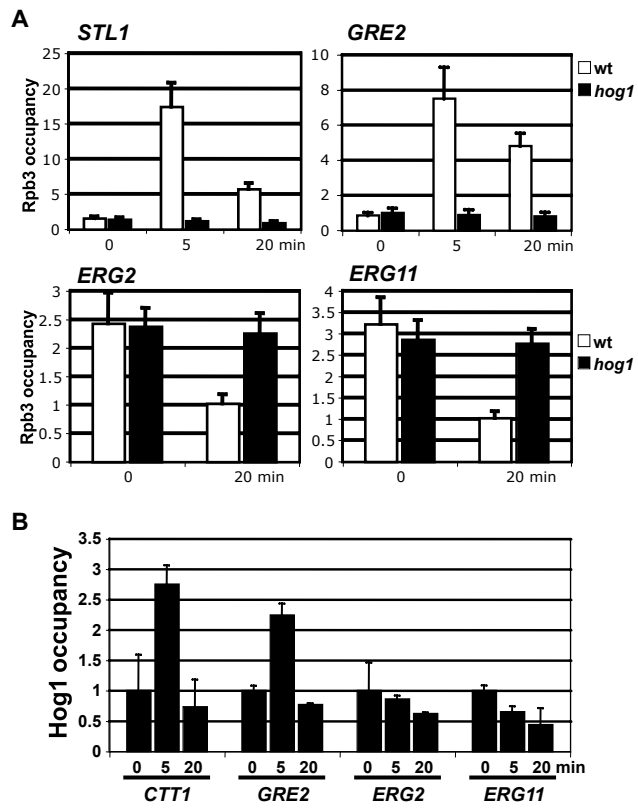 A
STL1
GRE2
Rpb3 occupancy
25
20
15
10
5
0
0 5 20 min
10
8
6
4
2
0
0 5 20 min
wt
hog1
ERG2
ERG11
Rpb3 occupancy
3
2.5
2
1.5
1
0.5
0
0 20 min
4
3.5
3
2.5
2
1.5
1
0.5
0
0 20 min
wt
hog1
B
Hog1 occupancy
3.5
3
2.5
2
1.5
1
0.5
0
0 5 20 0 5 20 0 5 20 0 5 20 min
CTT1 GRE2 ERG2 ERG11